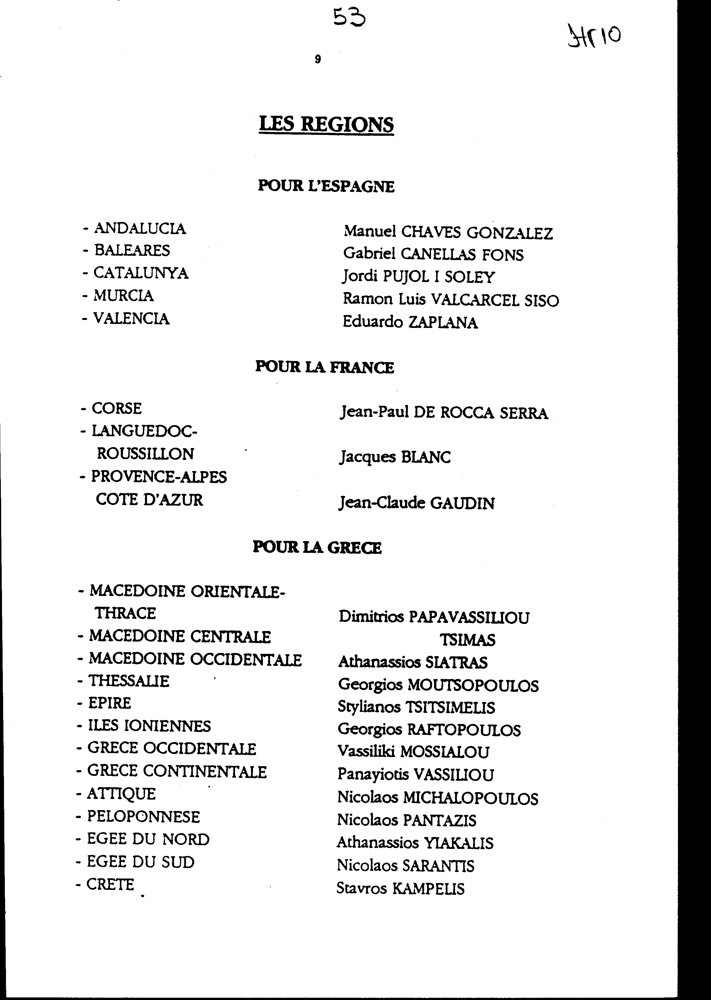 53
10
9
LES REGIONS
POUR L'ESPAGNE
- ANDALUCIA Manuel CHAVES GONZALEZ
- BALEARES Gabriel CANELLAS FONS
- CATALUNYA Jordi PUJOL I SOLEY
- MURCIA Ramon Luis VALCARCEL SISO
- VALENCIA Eduardo ZAPLANA
POUR LA FRANCE
- CORSE Jean-Paul DE ROCCA SERRA
- LANGUEDOC-
ROUSSILLON Jacques BLANC
- PROVENCE-ALPES
COTE D'AZUR Jean-Claude GAUDIN
POUR LA GRECE
- MACEDOINE ORIENTALE-
THRACE Dimitrios PAPAVASSILIOU
- MACEDOINE CENTRALE TSIMAS
- MACEDOINE OCCIDENTALE Athanassios SIATRAS
- THESSALIE Georgios MOUTSOPOULOS
- EPIRE Stylianos TSITSIMELIS
- ILES IONIENNES Georgios RAFTOPOULOS
- GRECE OCCIDENTALE Vassiliki MOSSIALOU
- GRECE CONTINENTALE Panayiotis VASSILIOU
- ATTIQUE Nicolaos MICHALOPOULOS
- PELOPONNESE Nicolaos PANTAZIS
- EGEE DU NORD Athanassios YIAKALIS
- EGEE DU SUD Nicolaos SARANTIS
- CRETE Stavros KAMPELIS